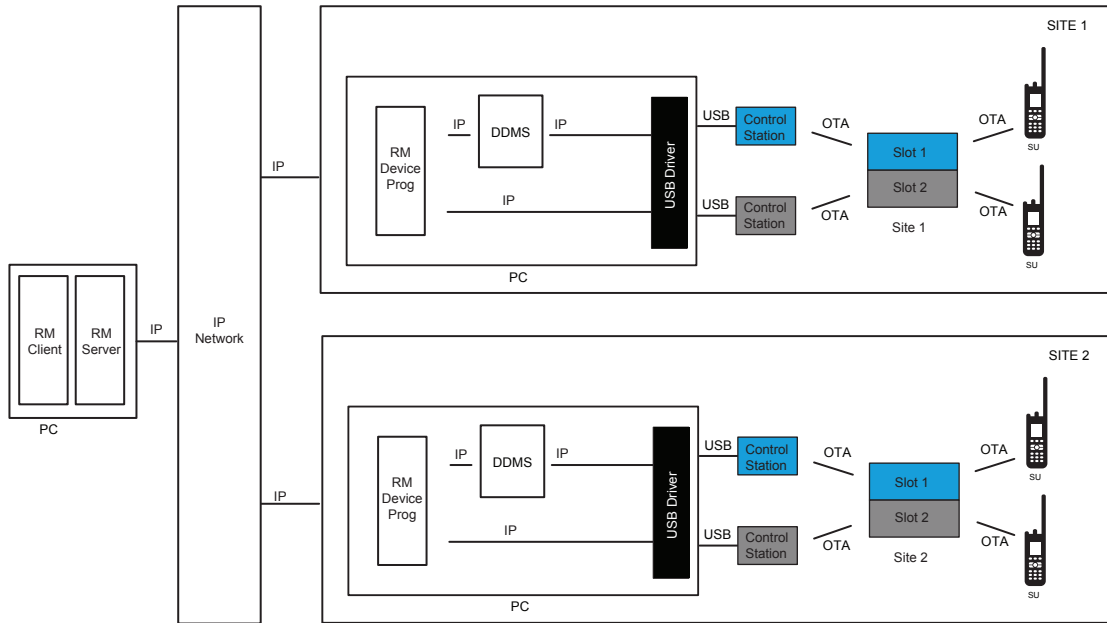 SITE 1
IP
DDMS
IP
USB
Control
Station
OTA
OTA
SU
RM
Device
Prog
USB Driver
Slot 1
Slot 2
IP
IP
USB
Control
Station
OTA
OTA
Site 1
SU
PC
RM
Client
RM
Server
IP
IP
Network
PC
SITE 2
IP
DDMS
IP
USB
Control
Station
OTA
OTA
SU
RM
Device
Prog
USB Driver
Slot 1
Slot 2
IP
IP
USB
Control
Station
OTA
OTA
Site 2
SU
PC